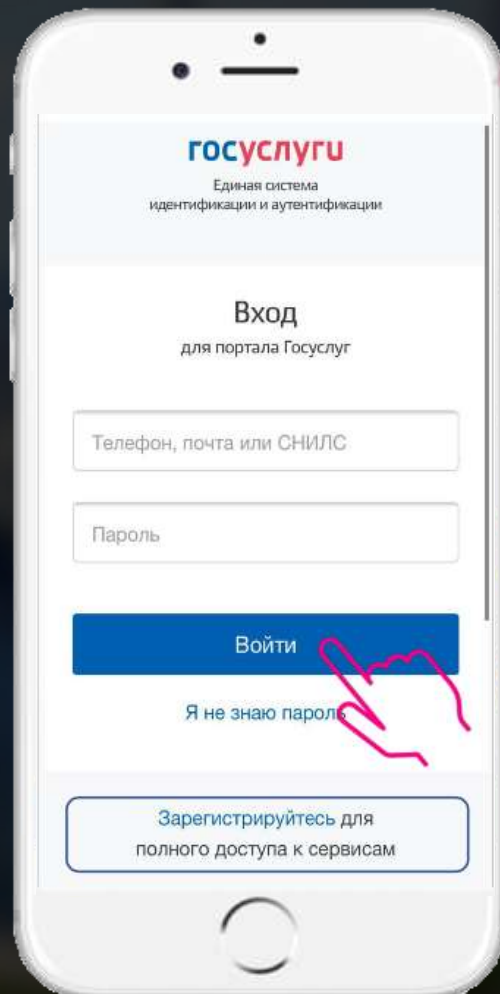 госуслуги
Единая система
идентификации и аутентификации
Вход
для портала Госуслуг
Телефон, почта или СНИЛС
Пароль
Войти
Я не знаю пароль
Зарегистрируйтесь для
полного доступа к сервисам